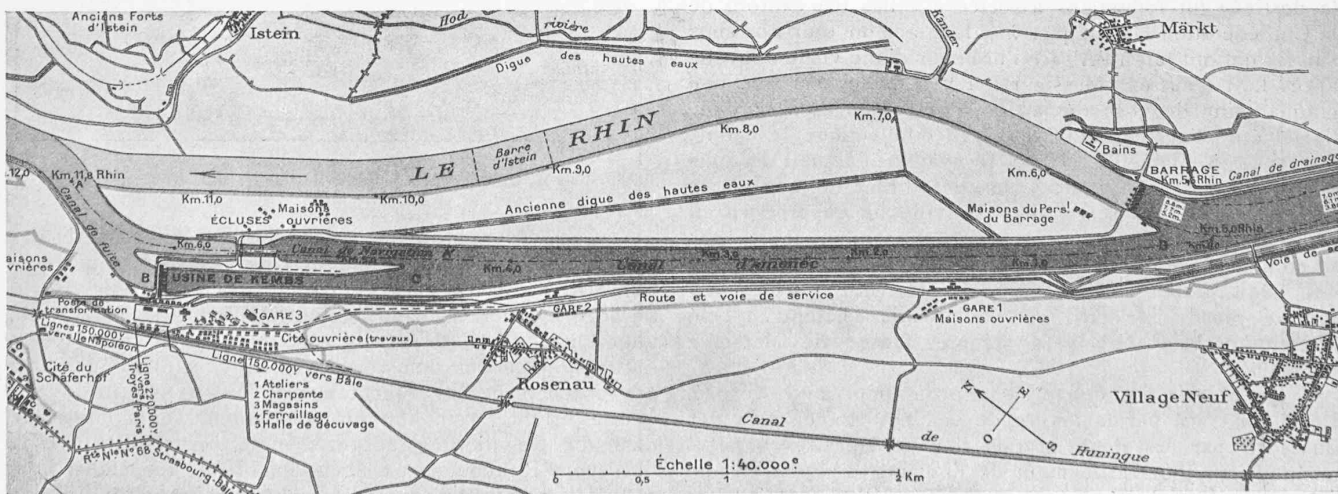 Anciens Forts
d'Istein
Istein
Hod
rivière
Kander
Märkt
Digue des hautes eaux
LE RHIN
Barre
d'Istein
Km.8,0
Km.7,0
Km.9,0
Km.6,0
Km.10,0
Km.11,0
Km.11,8 Rhin
Bains
BARRAGE
Km.5,6 Rhin
Canal de drainage
Ancienne digue des hautes eaux
Maisons du Pers.l
du Barrage
Maisons
ouvrières
ÉCLUSES
Canal de fuite
Km.6,0
Canal de Navigation K
Km.5,0 Rhin
D
B
USINE DE KEMBS
C
Km.4,0
Km.3,0
Km.2,0
Canal d'amenée
Voie de
Route et voie de service
Poste de
transformation
GARE 3
GARE 2
GARE 1
Maisons ouvrières
Lignes 150.000V
vers Ile Napoléon
Cité ouvrière (travaux)
Ligne 150.000V vers Bâle
Cité du
Schäferhof
Ligne 220.000V
vers Troyes-Paris
1 Ateliers
2 Charpente
3 Magasins
4 Ferraillage
5 Halle de décuvage
Rosenau
Village Neuf
N
E
O
S
Canal de Huningue
Rte Nle No 68 Strasbourg-Bâle
Échelle 1:40.000e
0 0,5 1 2 Km